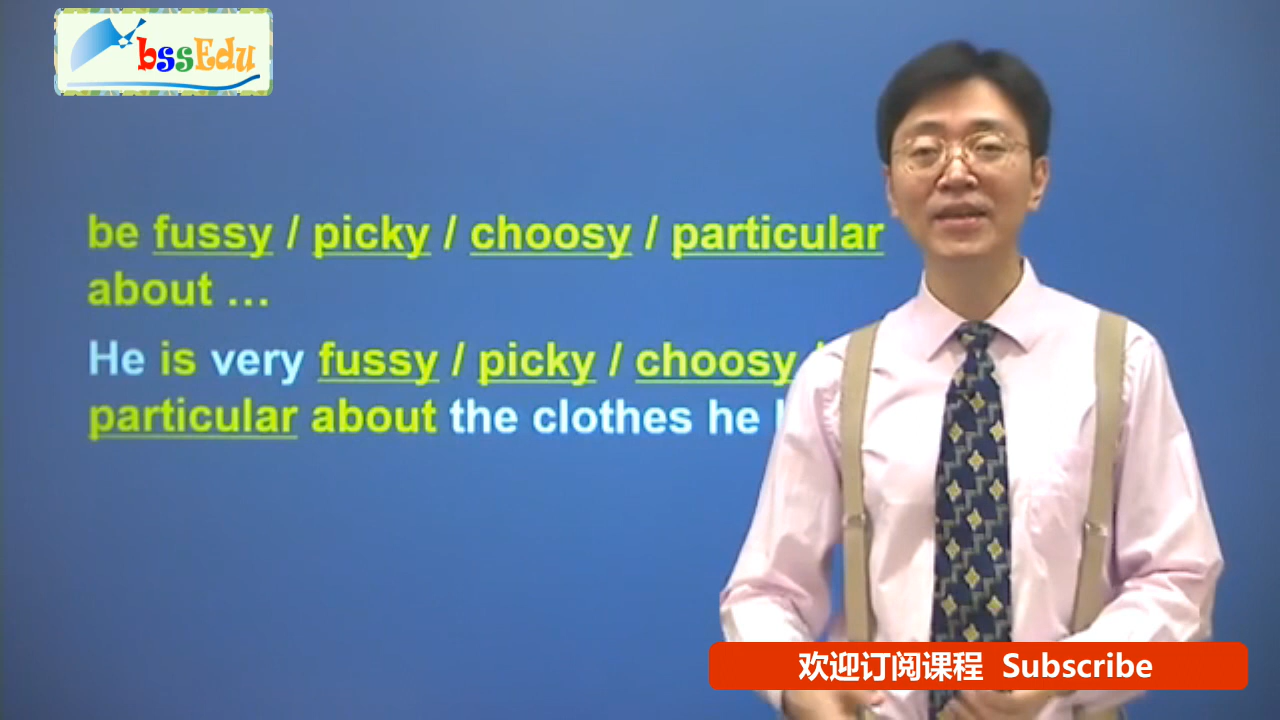 bssEdu
be fussy / picky / choosy / particular
about …
He is very fussy / picky / choosy /
particular about the clothes he
欢迎订阅课程 Subscribe